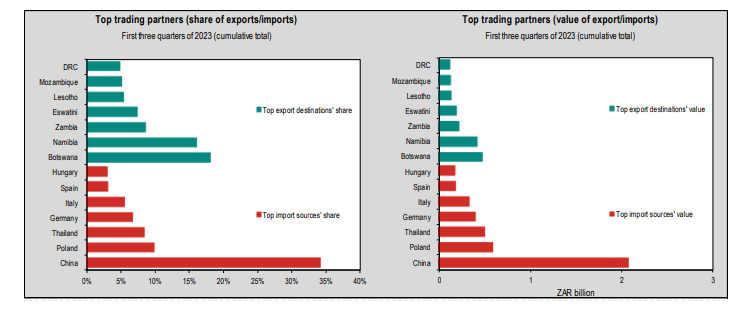 Top trading partners (share of exports/imports)
First three quarters of 2023 (cumulative total)
DRC
Mozambique
Lesotho
Eswatini
Zambia
Namibia
Botswana
Hungary
Spain
Italy
Germany
Thailand
Poland
China
Top export destinations' share
Top import sources' share
0% 5% 10% 15% 20% 25% 30% 35% 40%
Top trading partners (value of export/imports)
First three quarters of 2023 (cumulative total)
DRC
Mozambique
Lesotho
Eswatini
Zambia
Namibia
Botswana
Hungary
Spain
Italy
Germany
Thailand
Poland
China
Top export destinations' value
Top import sources' value
0 1 2 3
ZAR billion